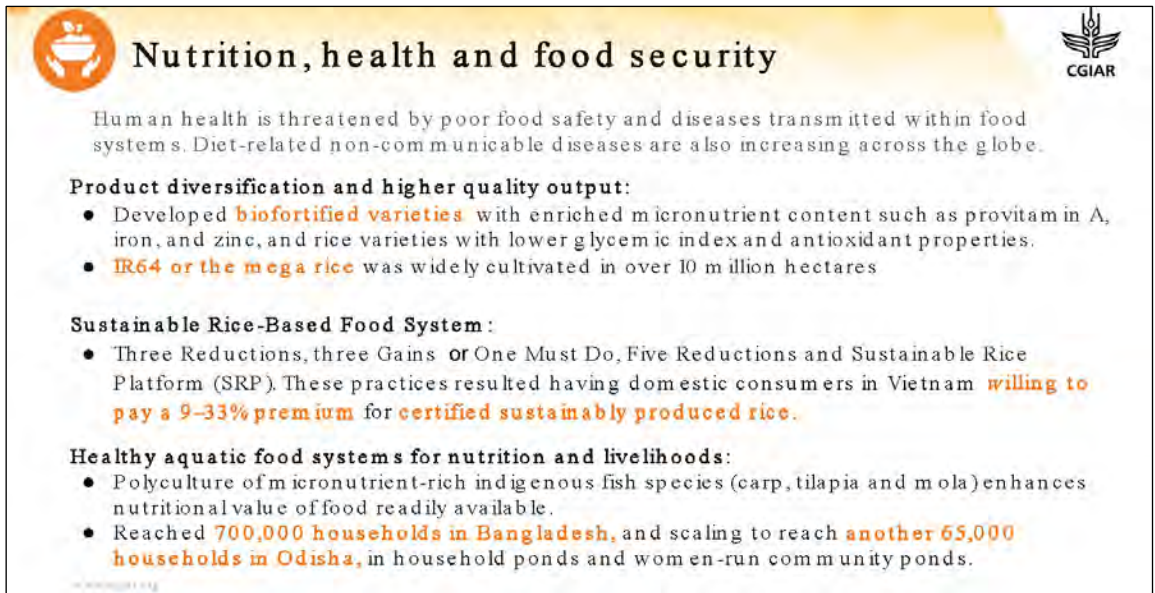 Nutrition, health and food security
CGIAR
Human health is threatened by poor food safety and diseases transmitted within food
systems. Diet-related non-communicable diseases are also increasing across the globe.
Product diversification and higher quality output:
● Developed biofortified varieties with enriched micronutrient content such as provitamin A,
iron, and zinc, and rice varieties with lower glycemic index and antioxidant properties.
● IR64 or the mega rice was widely cultivated in over 10 million hectares
Sustainable Rice-Based Food System:
● Three Reductions, three Gains or One Must Do, Five Reductions and Sustainable Rice
Platform (SRP). These practices resulted having domestic consumers in Vietnam willing to
pay a 9–33% premium for certified sustainably produced rice.
Healthy aquatic food systems for nutrition and livelihoods:
● Polyculture of micronutrient-rich indigenous fish species (carp, tilapia and mola) enhances
nutritional value of food readily available.
● Reached 700,000 households in Bangladesh, and scaling to reach another 65,000
households in Odisha, in household ponds and women-run community ponds.